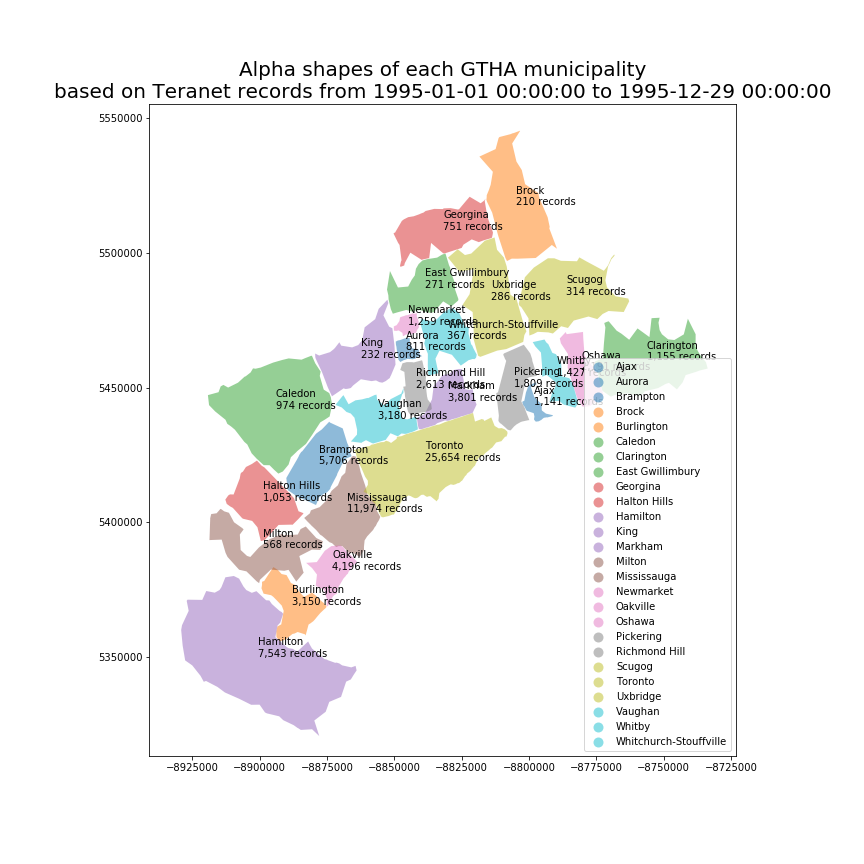 Alpha shapes of each GTHA municipality
based on Teranet records from 1995-01-01 00:00:00 to 1995-12-29 00:00:00
5550000
5500000
5450000
5400000
5350000
Brock
210 records
Georgina
751 records
East Gwillimbury
271 records
Uxbridge
286 records
Scugog
314 records
Newmarket
1,259 records
Whitchurch-Stouffville
367 records
Aurora
811 records
King
232 records
Clarington
1,155 records
Oshawa
Whitb
1,427
Richmond Hill
2,613 records
Markham
3,801 records
Pickering
1,809 records
Ajax
1,141 records
Caledon
974 records
Vaughan
3,180 records
Brampton
5,706 records
Toronto
25,654 records
Halton Hills
1,053 records
Mississauga
11,974 records
Milton
568 records
Oakville
4,196 records
Burlington
3,150 records
Hamilton
7,543 records
Ajax
Aurora
Brampton
Brock
Burlington
Caledon
Clarington
East Gwillimbury
Georgina
Halton Hills
Hamilton
King
Markham
Milton
Mississauga
Newmarket
Oakville
Oshawa
Pickering
Richmond Hill
Scugog
Toronto
Uxbridge
Vaughan
Whitby
Whitchurch-Stouffville
−8925000 −8900000 −8875000 −8850000 −8825000 −8800000 −8775000 −8750000 −8725000